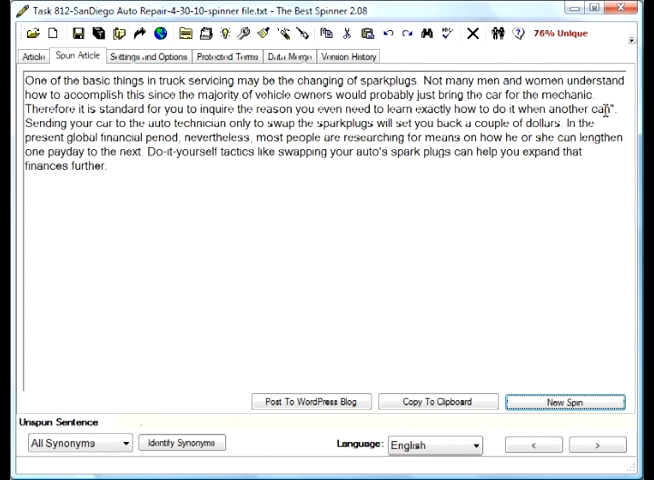 Task 812-SanDiego Auto Repair-4-30-10-spinner file.txt - The Best Spinner 2.08
76% Unique
Article Spun Article Settings and Options Protected Terms Data Merge Version History
One of the basic things in truck servicing may be the changing of sparkplugs. Not many men and women understand
how to accomplish this since the majority of vehicle owners would probably just bring the car for the mechanic.
Therefore it is standard for you to inquire the reason you even need to learn exactly how to do it when another can".
Sending your car to the auto technician only to swap the sparkplugs will set you back a couple of dollars. In the
present global financial period, nevertheless, most people are researching for means on how he or she can lengthen
one payday to the next. Do-it-yourself tactics like swapping your auto's spark plugs can help you expand that
finances further.
Post To WordPress Blog Copy To Clipboard New Spin
Unspun Sentence
All Synonyms Identify Synonyms Language: English < >